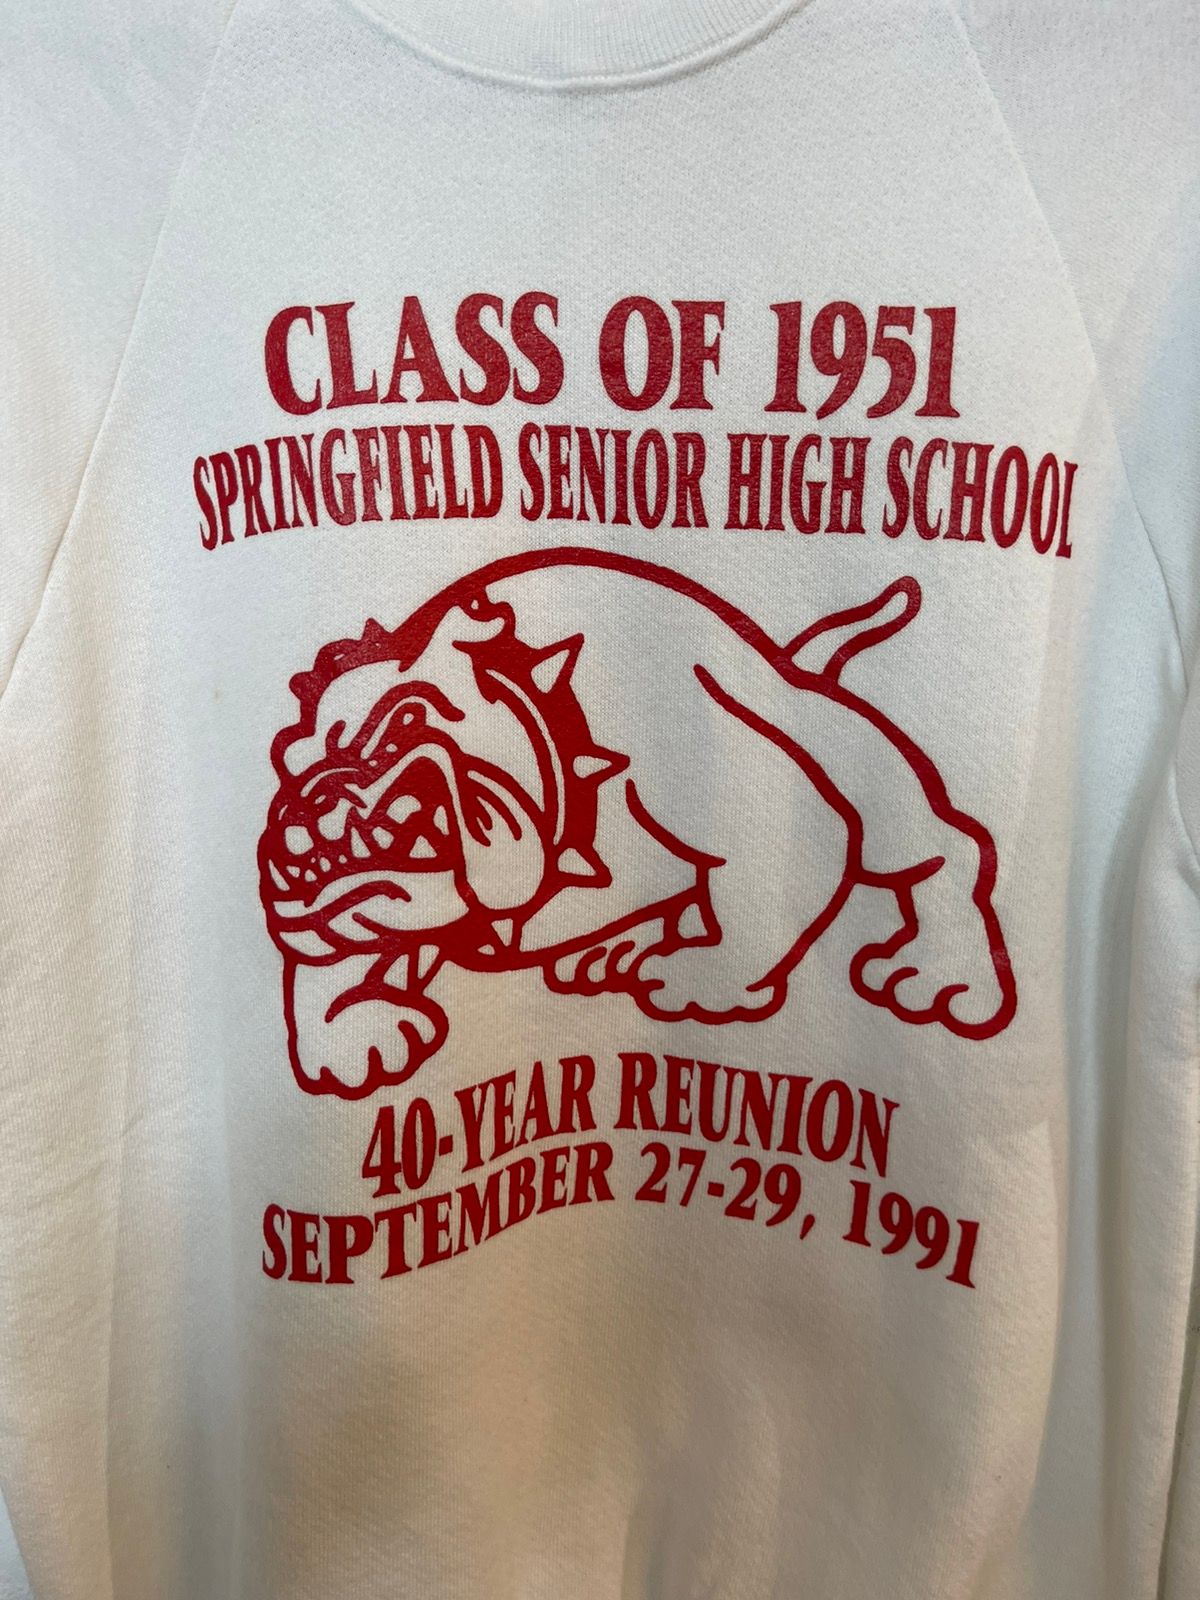 CLASS OF 1951
SPRINGFIELD SENIOR HIGH SCHOOL
40-YEAR REUNION
SEPTEMBER 27-29, 1991